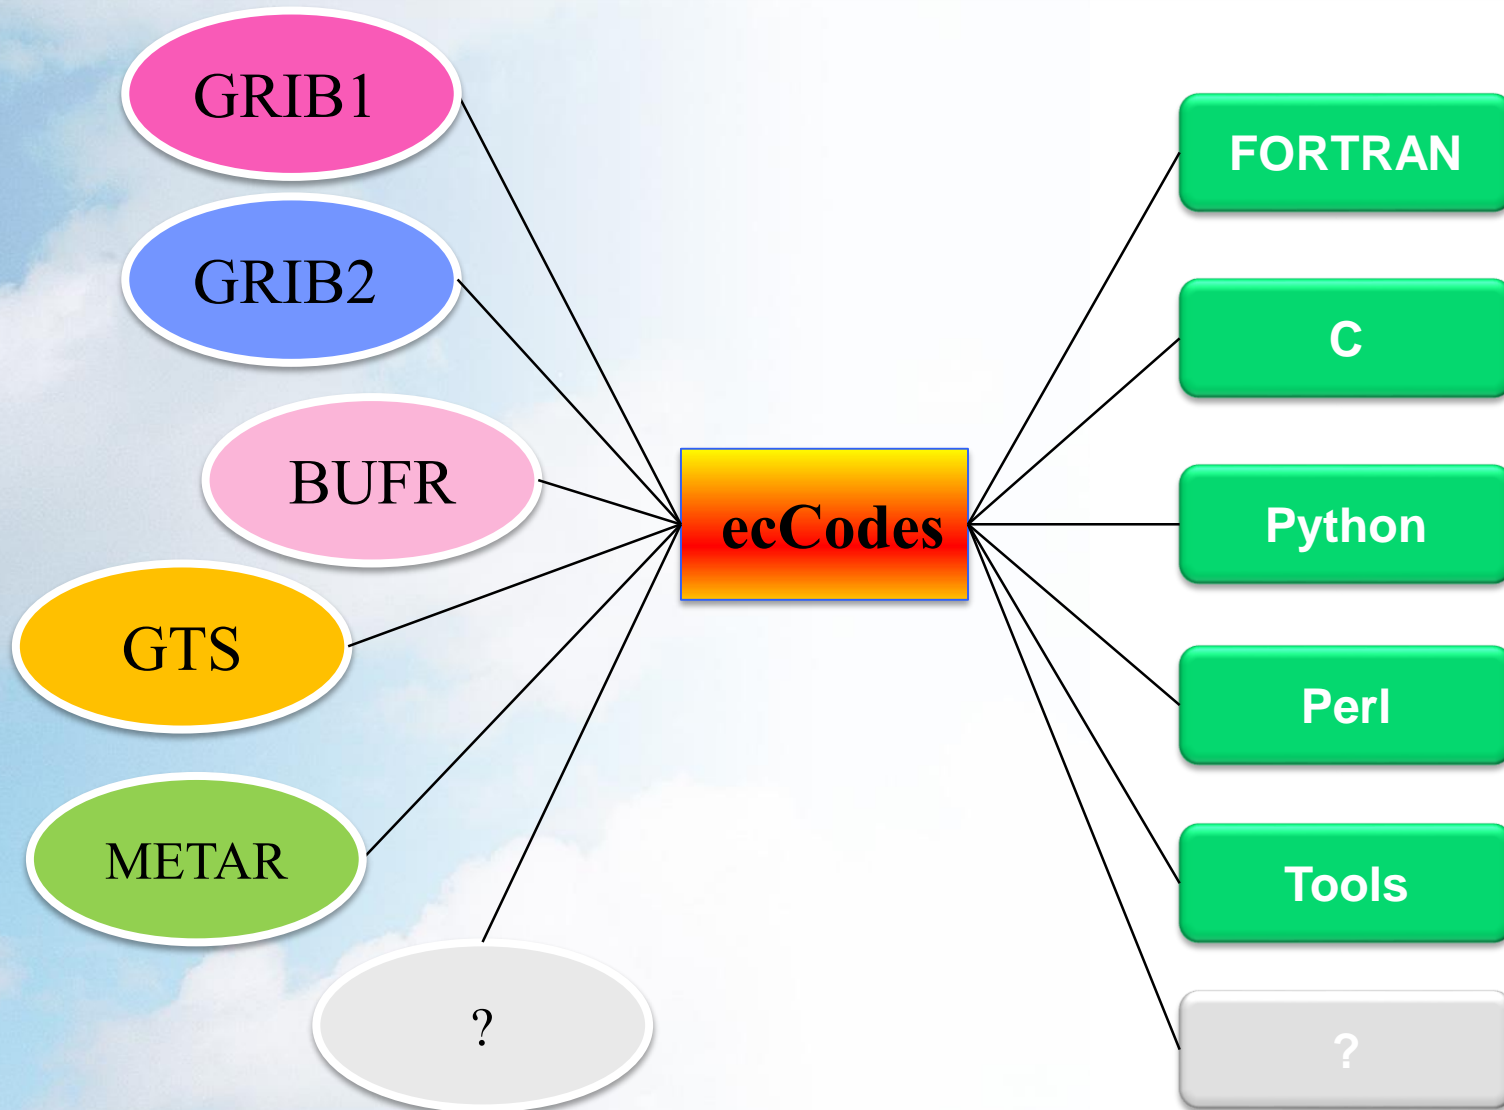 GRIB1
GRIB2
BUFR
GTS
METAR
?
ecCodes
FORTRAN
C
Python
Perl
Tools
?